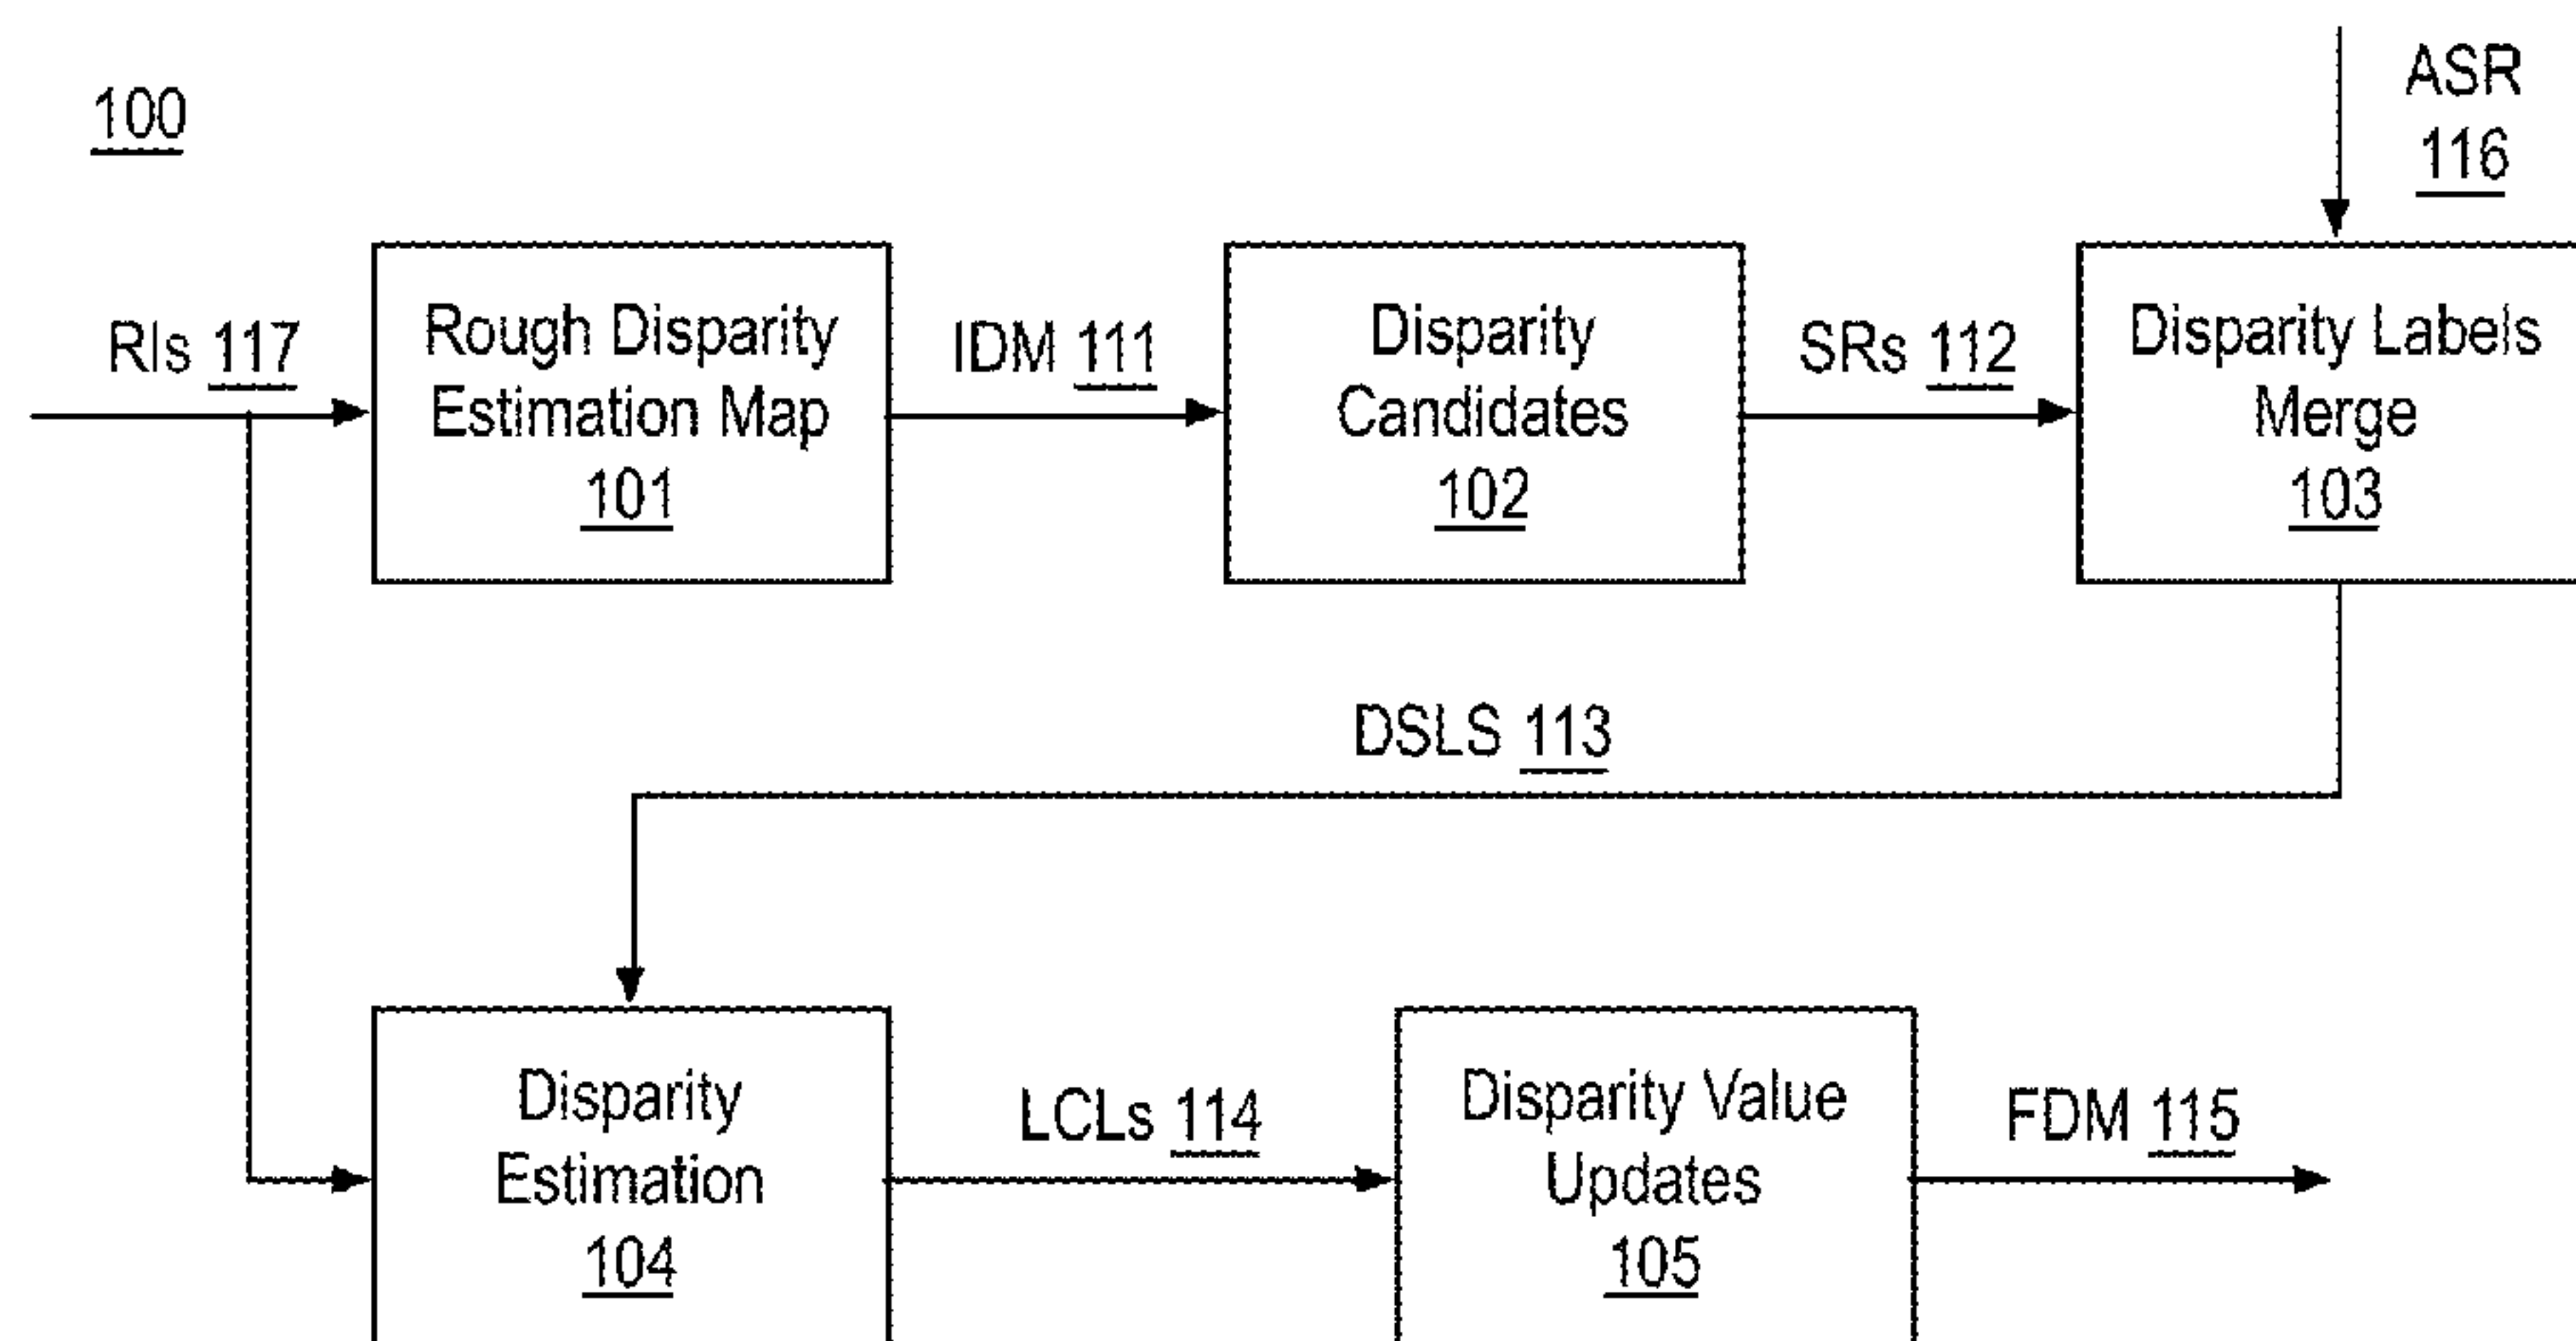 100
ASR
116
RIs 117
Rough Disparity
Estimation Map
101
IDM 111
Disparity
Candidates
102
SRs 112
Disparity Labels
Merge
103
DSLS 113
Disparity
Estimation
104
LCLs 114
Disparity Value
Updates
105
FDM 115